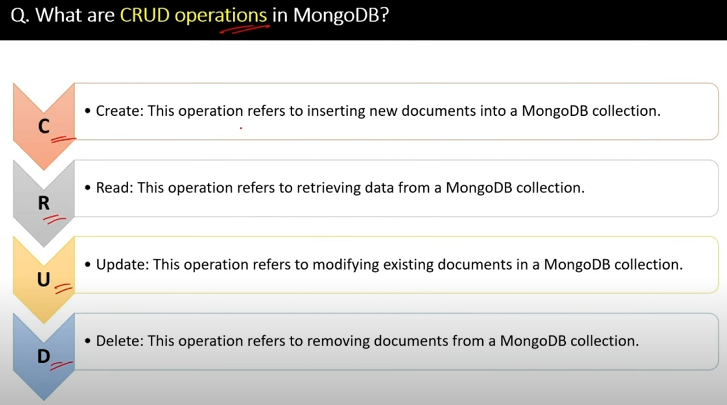 Q. What are CRUD operations in MongoDB?
C
• Create: This operation refers to inserting new documents into a MongoDB collection.
R
• Read: This operation refers to retrieving data from a MongoDB collection.
U
• Update: This operation refers to modifying existing documents in a MongoDB collection.
D
• Delete: This operation refers to removing documents from a MongoDB collection.